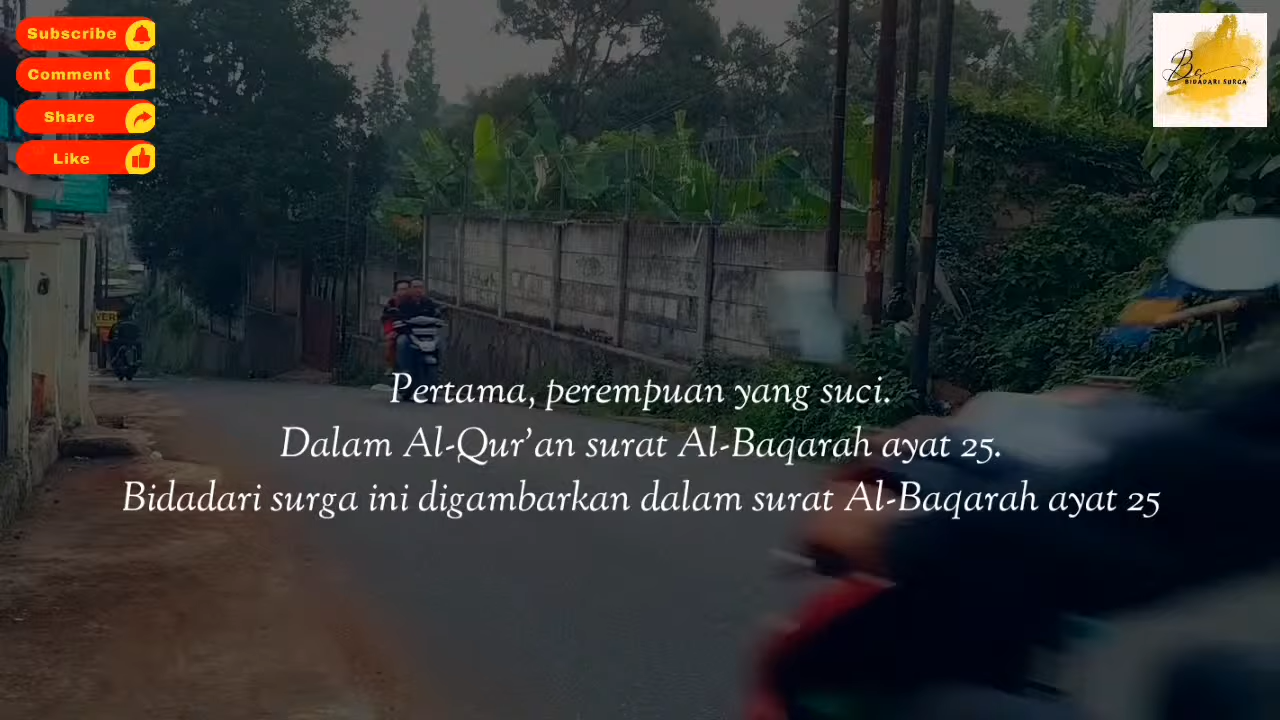 Subscribe
Comment
Share
Like
BIDADARI SURGA
Pertama, perempuan yang suci.
Dalam Al-Qur'an surat Al-Baqarah ayat 25.
Bidadari surga ini digambarkan dalam surat Al-Baqarah ayat 25